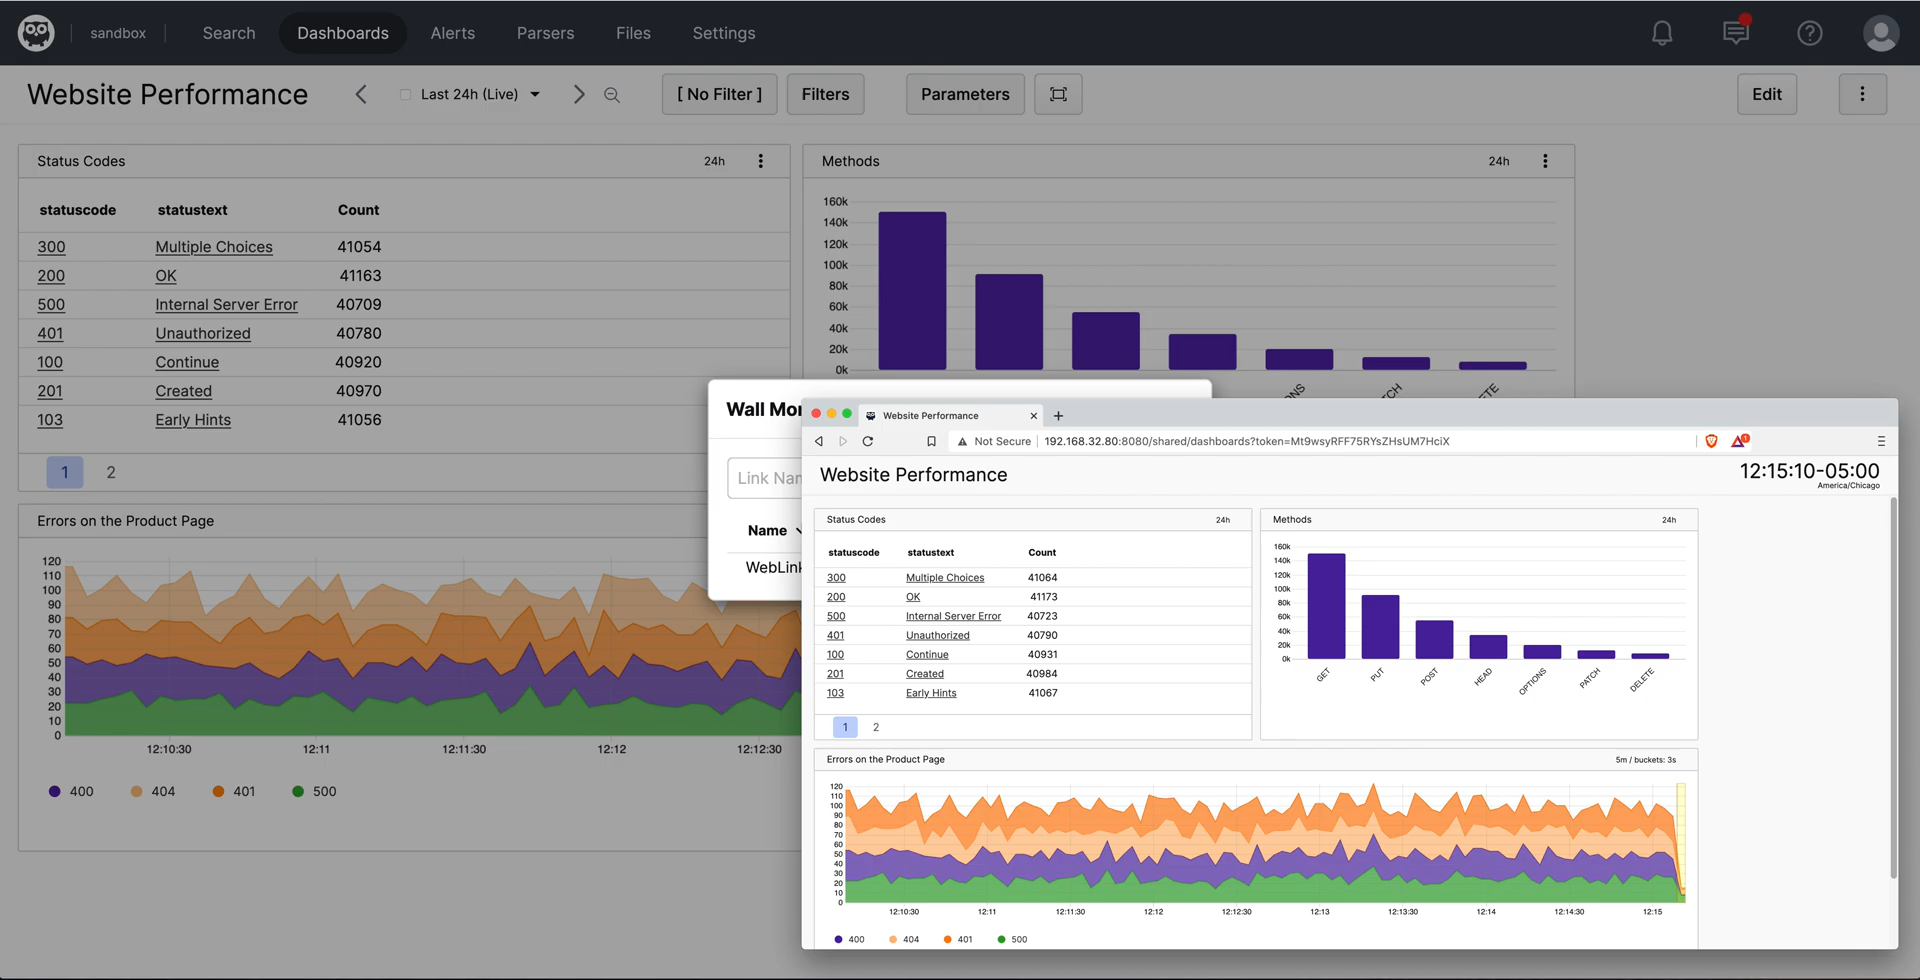 sandbox Search Dashboards Alerts Parsers Files Settings
Website Performance Last 24h (Live) [ No Filter ] Filters Parameters Edit
Status Codes 24h
statuscode statustext Count
300 Multiple Choices 41054
200 OK 41163
500 Internal Server Error 40709
401 Unauthorized 40780
100 Continue 40920
201 Created 40970
103 Early Hints 41056
1 2
Methods 24h
160k
140k
120k
100k
80k
60k
40k
20k
0k
Errors on the Product Page
120
110
100
90
80
70
60
50
40
30
20
10
0
12:10:30 12:11 12:11:30 12:12 12:12:30
400 404 401 500
Wall Mo
Link Na
Name
WebLink
Website Performance
Not Secure 192.168.32.80:8080/shared/dashboards?token=Mt9wsyRFF75RYsZHsUM7HciX 1
Website Performance 12:15:10-05:00
America/Chicago
Status Codes 24h
statuscode statustext Count
300 Multiple Choices 41064
200 OK 41173
500 Internal Server Error 40723
401 Unauthorized 40790
100 Continue 40931
201 Created 40984
103 Early Hints 41067
1 2
Methods 24h
160k
140k
120k
100k
80k
60k
40k
20k
0k
GET PUT POST HEAD OPTIONS PATCH DELETE
Errors on the Product Page 5m / buckets: 3s
120
110
100
90
80
70
60
50
40
30
20
10
0
12:10:30 12:11 12:11:30 12:12 12:12:30 12:13 12:13:30 12:14 12:14:30 12:15
400 404 401 500